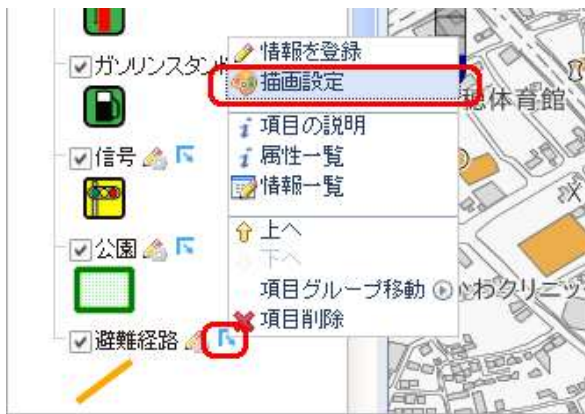 ガソリンスタンド
信号
公園
避難経路
情報を登録
描画設定
項目の説明
属性一覧
情報一覧
上へ
下へ
項目グループ移動
項目削除
体育館
わクリニッ